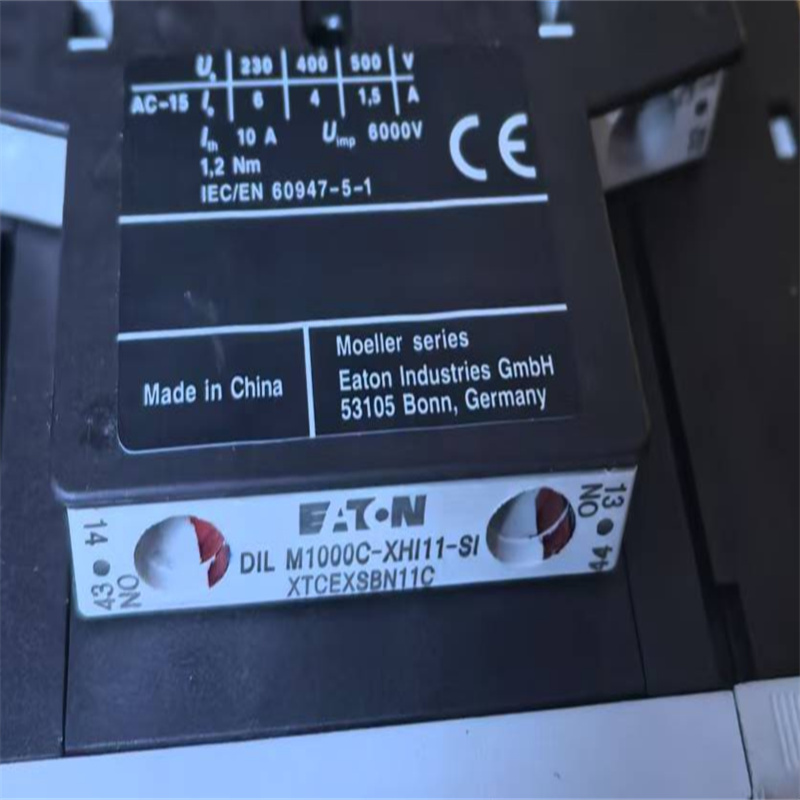 Ue 230 400 500 V
AC-15 Ie 6 4 1,5 A
Ith 10 A Uimp 6000V
1,2 Nm
IEC/EN 60947-5-1
CE
Moeller series
Made in China
Eaton Industries GmbH
53105 Bonn, Germany
EATON
DIL M1000C-XHI11-SI
XTCEXSBN11C
14
43
NO
13
NO
44